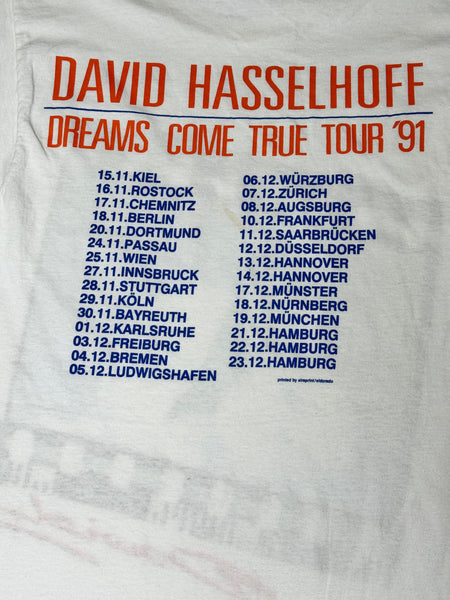 DAVID HASSELHOFF
DREAMS COME TRUE TOUR '91
15.11.KIEL
16.11.ROSTOCK
17.11.CHEMNITZ
18.11.BERLIN
20.11.DORTMUND
24.11.PASSAU
25.11.WIEN
27.11.INNSBRUCK
28.11.STUTTGART
29.11.KÖLN
30.11.BAYREUTH
01.12.KARLSRUHE
03.12.FREIBURG
04.12.BREMEN
05.12.LUDWIGSHAFEN
06.12.WÜRZBURG
07.12.ZÜRICH
08.12.AUGSBURG
10.12.FRANKFURT
11.12.SAARBRÜCKEN
12.12.DÜSSELDORF
13.12.HANNOVER
14.12.HANNOVER
17.12.MÜNSTER
18.12.NÜRNBERG
19.12.MÜNCHEN
21.12.HAMBURG
22.12.HAMBURG
23.12.HAMBURG
printed by